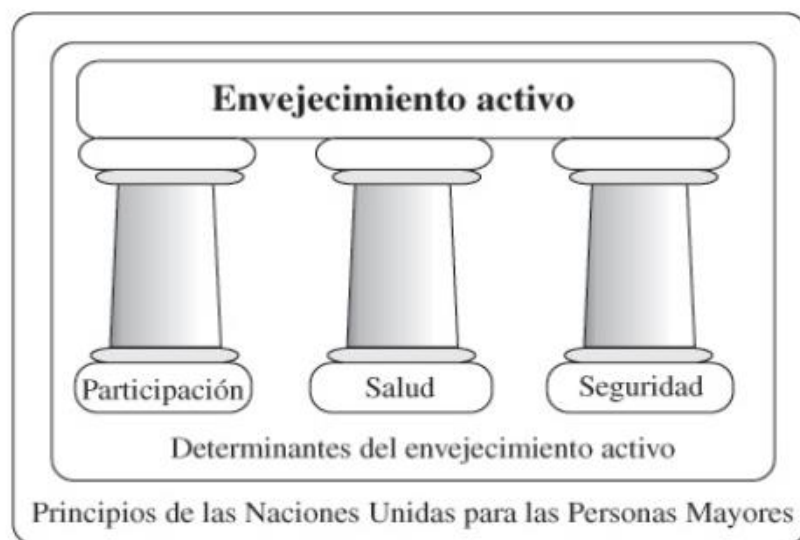 Envejecimiento activo
Participación
Salud
Seguridad
Determinantes del envejecimiento activo
Principios de las Naciones Unidas para las Personas Mayores